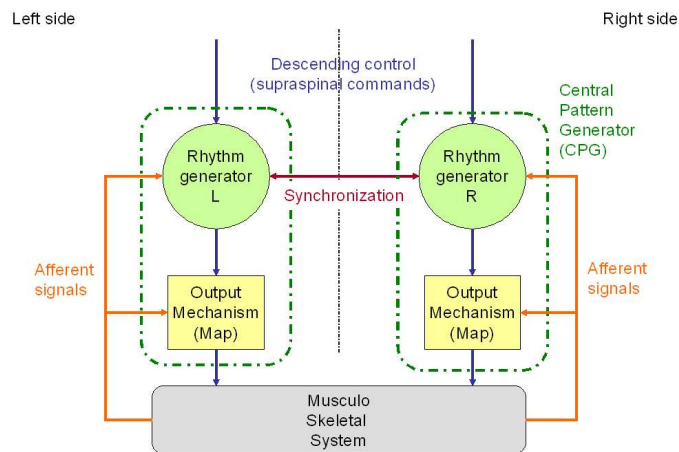 Left side
Right side
Descending control
(supraspinal commands)
Central
Pattern
Generator
(CPG)
Rhythm
generator
L
Synchronization
Rhythm
generator
R
Afferent
signals
Output
Mechanism
(Map)
Output
Mechanism
(Map)
Afferent
signals
Musculo
Skeletal
System